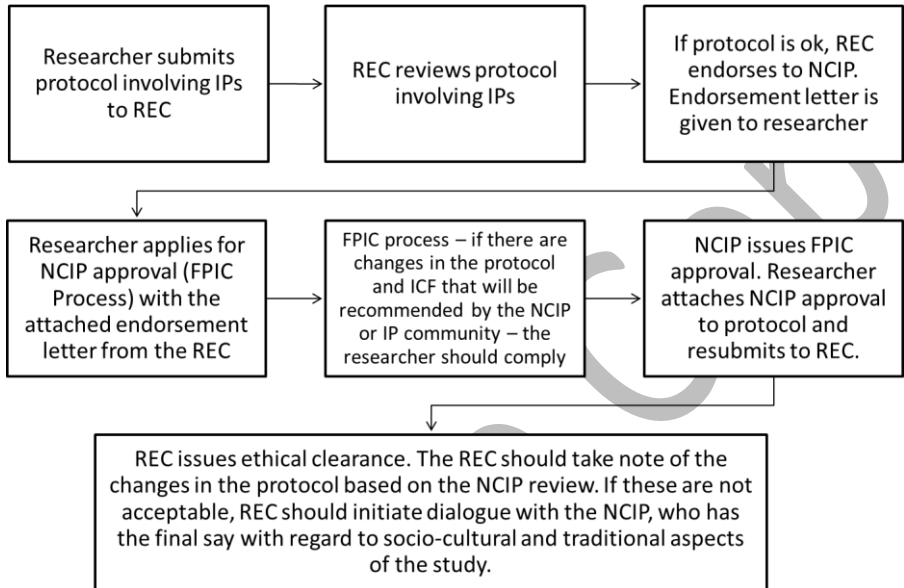 Researcher submits
protocol involving IPs
to REC
REC reviews protocol
involving IPs
If protocol is ok, REC
endorses to NCIP.
Endorsement letter is
given to researcher
Researcher applies for
NCIP approval (FPIC
Process) with the
attached endorsement
letter from the REC
FPIC process – if there are
changes in the protocol
and ICF that will be
recommended by the NCIP
or IP community – the
researcher should comply
NCIP issues FPIC
approval. Researcher
attaches NCIP approval
to protocol and
resubmits to REC.
REC issues ethical clearance. The REC should take note of the
changes in the protocol based on the NCIP review. If these are not
acceptable, REC should initiate dialogue with the NCIP, who has
the final say with regard to socio-cultural and traditional aspects
of the study.